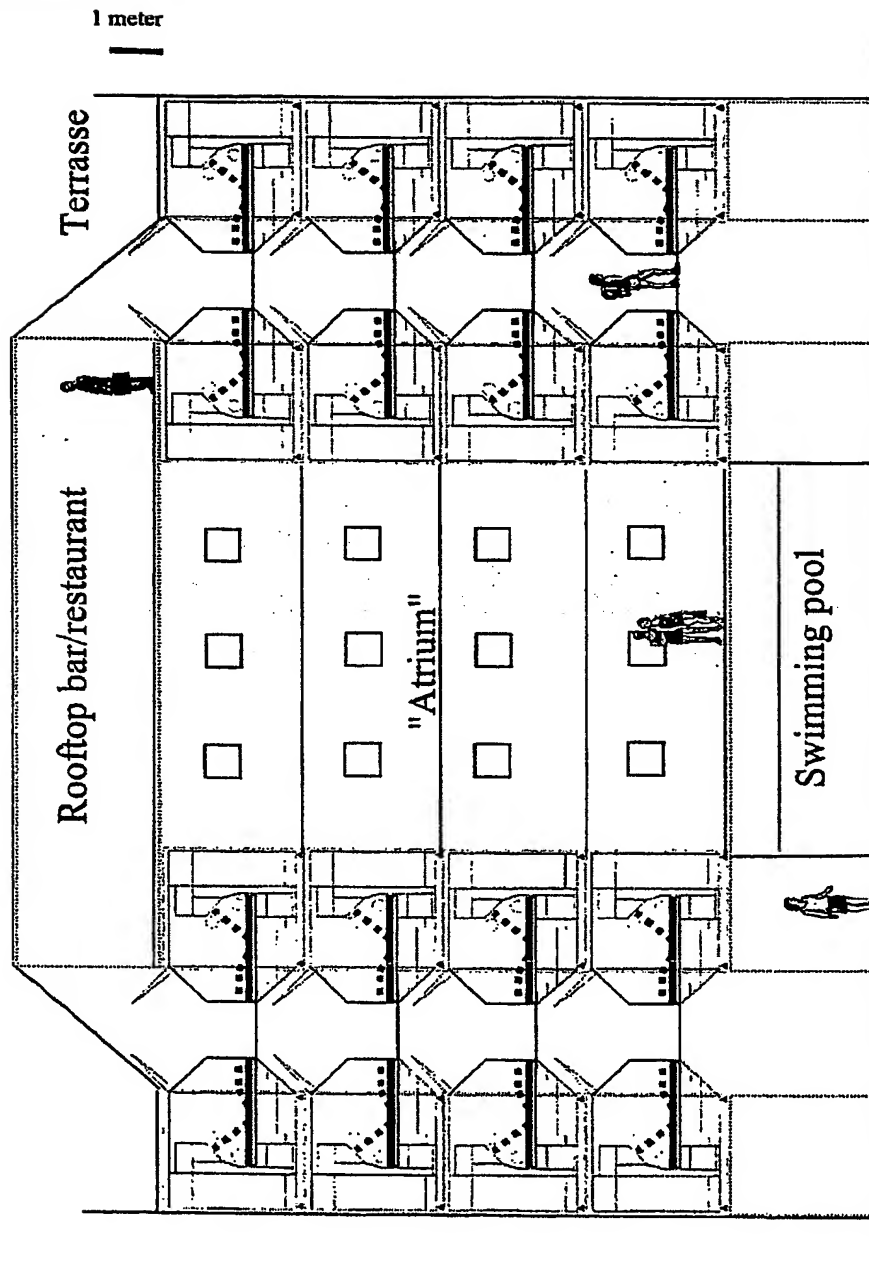 1 meter
Terrasse
Rooftop bar/restaurant
"Atrium"
Swimming pool